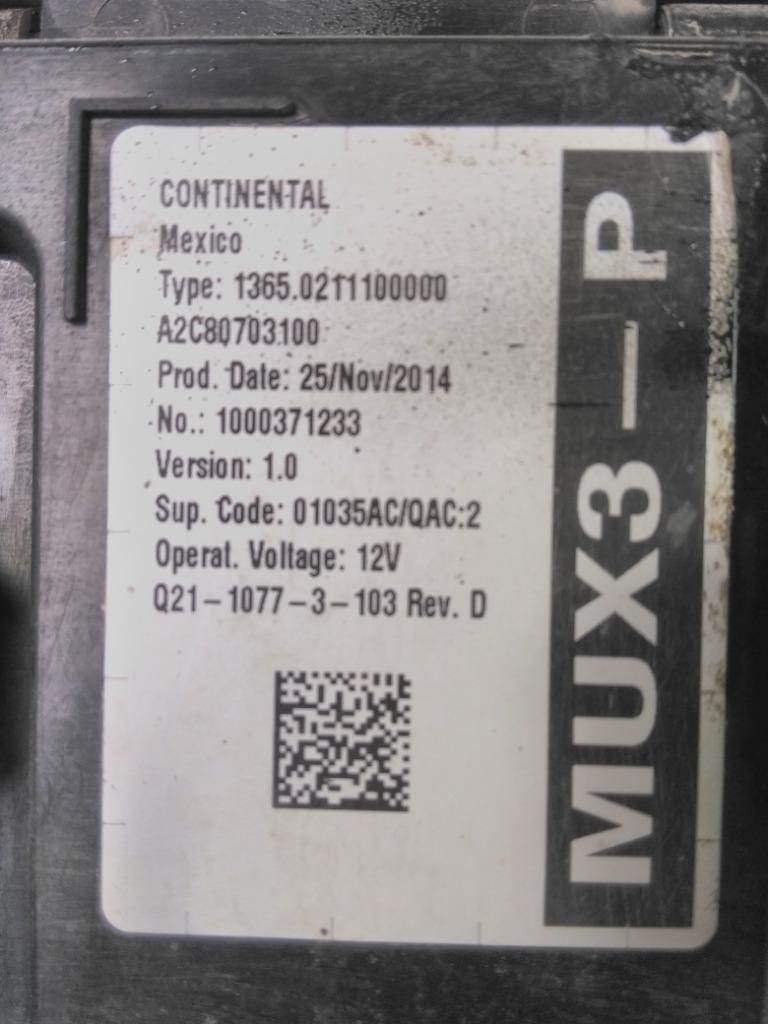 CONTINENTAL
Mexico
Type: 1365.0211100000
A2C80703100
Prod. Date: 25/Nov/2014
No.: 1000371233
Version: 1.0
Sup. Code: 01035AC/QAC:2
Operat. Voltage: 12V
Q21-1077-3-103 Rev. D
MUX3-P